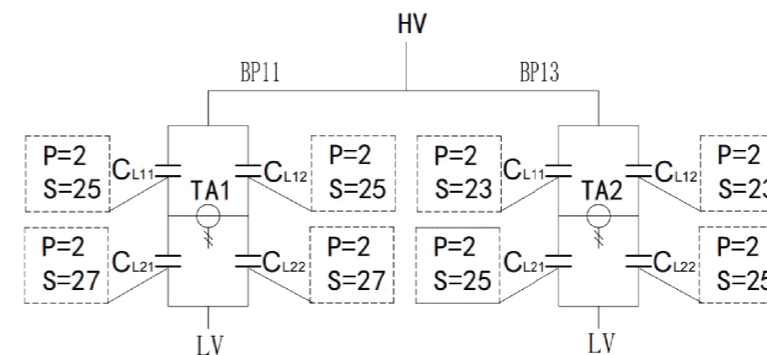 HV
BP11
BP13
P=2
S=25
CL11
TA1
CL12
P=2
S=25
P=2
S=23
CL11
TA2
CL12
P=2
S=23
P=2
S=27
CL21
CL22
P=2
S=27
P=2
S=25
CL21
CL22
P=2
S=25
LV
LV